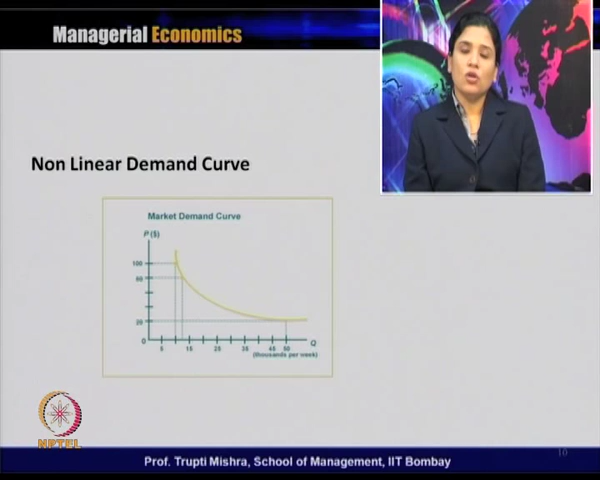 Managerial Economics
Non Linear Demand Curve
Market Demand Curve
P ($)
100
20
0
5
15
25
35
45
50
Q
(thousands per week)
NPTEL
Prof. Trupti Mishra, School of Management, IIT Bombay
10